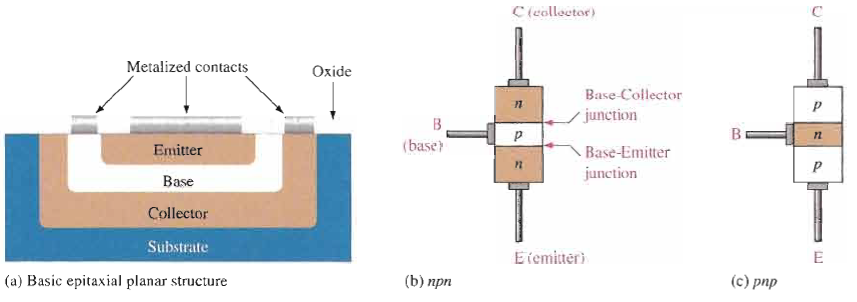 Metalized contacts
Oxide
Emitter
Base
Collector
Substrate
(a) Basic epitaxial planar structure
C (collector)
n
Base-Collector
junction
B
(base)
p
Base-Emitter
junction
n
E (emitter)
(b) npn
C
p
B
n
p
E
(c) pnp